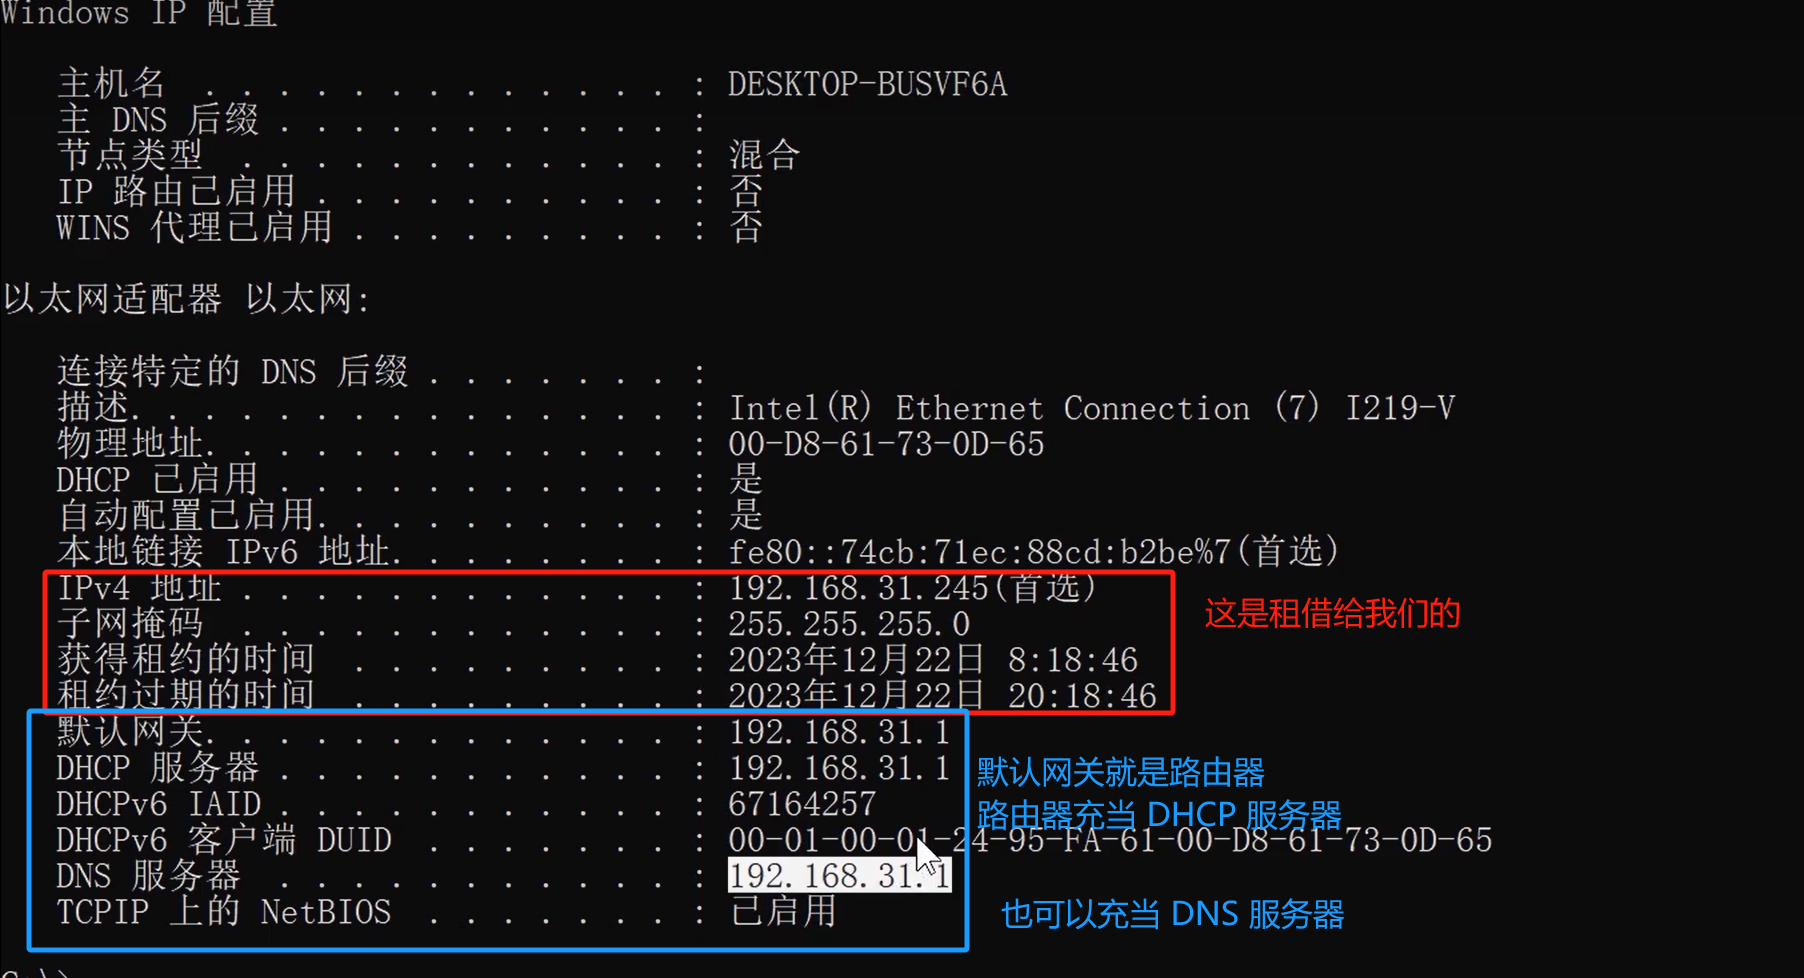 Windows IP 配置
主机名 . . . . . . . . . . . . . : DESKTOP-BUSVF6A
主 DNS 后缀 . . . . . . . . . . . :
节点类型 . . . . . . . . . . . . : 混合
IP 路由已启用 . . . . . . . . . . : 否
WINS 代理已启用 . . . . . . . . . : 否
以太网适配器 以太网:
连接特定的 DNS 后缀 . . . . . . . :
描述. . . . . . . . . . . . . . . : Intel(R) Ethernet Connection (7) I219-V
物理地址. . . . . . . . . . . . . : 00-D8-61-73-0D-65
DHCP 已启用 . . . . . . . . . . . : 是
自动配置已启用. . . . . . . . . . : 是
本地链接 IPv6 地址. . . . . . . . : fe80::74cb:71ec:88cd:b2be%7(首选)
IPv4 地址 . . . . . . . . . . . . : 192.168.31.245(首选)
这是租借给我们的
子网掩码 . . . . . . . . . . . . : 255.255.255.0
获得租约的时间 . . . . . . . . . : 2023年12月22日 8:18:46
租约过期的时间 . . . . . . . . . : 2023年12月22日 20:18:46
默认网关. . . . . . . . . . . . . : 192.168.31.1
DHCP 服务器 . . . . . . . . . . . : 192.168.31.1
默认网关就是路由器
DHCPv6 IAID . . . . . . . . . . . : 67164257
路由器充当 DHCP 服务器
DHCPv6 客户端 DUID . . . . . . . : 00-01-00-01-24-95-FA-61-00-D8-61-73-0D-65
DNS 服务器 . . . . . . . . . . . : 192.168.31.1
TCPIP 上的 NetBIOS . . . . . . . : 已启用
也可以充当 DNS 服务器